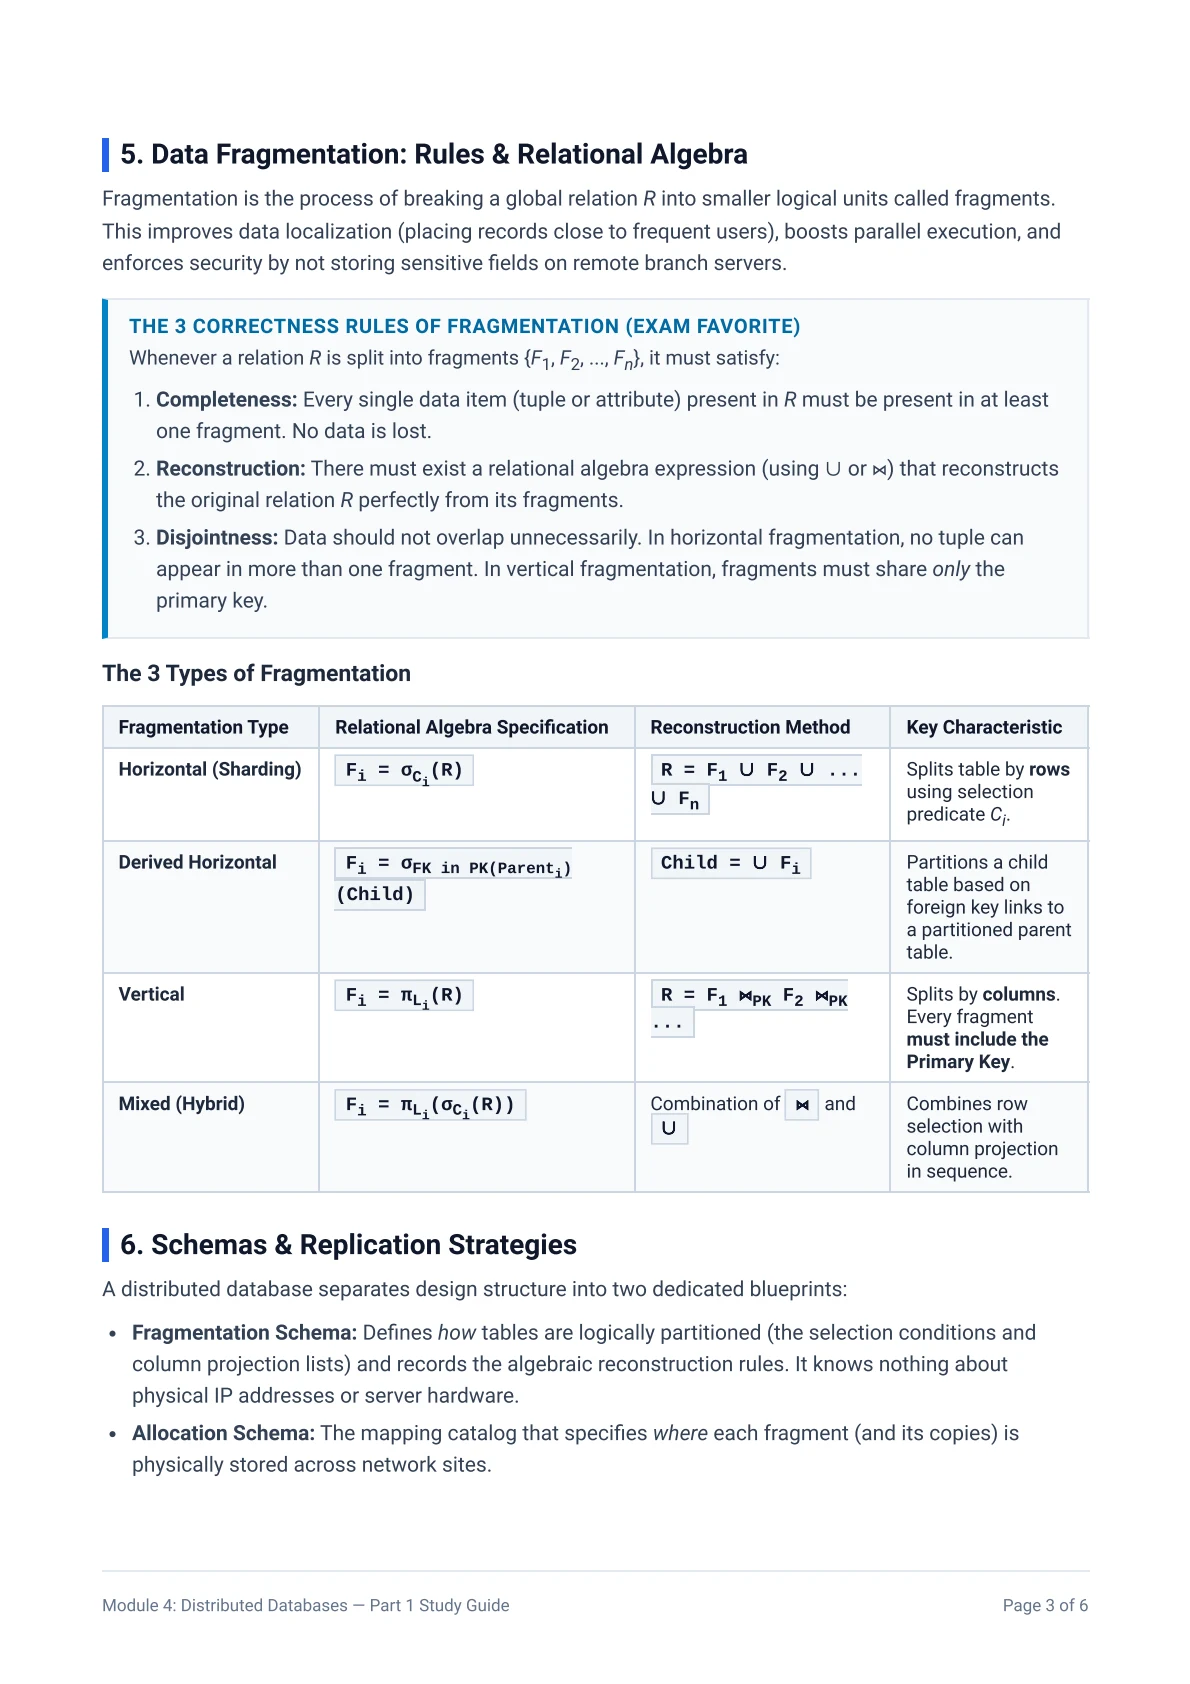 5. Data Fragmentation: Rules & Relational Algebra
Fragmentation is the process of breaking a global relation R into smaller logical units called fragments.
This improves data localization (placing records close to frequent users), boosts parallel execution, and
enforces security by not storing sensitive fields on remote branch servers.
THE 3 CORRECTNESS RULES OF FRAGMENTATION (EXAM FAVORITE)
Whenever a relation R is split into fragments {F1, F2, ..., Fn}, it must satisfy:
1. Completeness: Every single data item (tuple or attribute) present in R must be present in at least
one fragment. No data is lost.
2. Reconstruction: There must exist a relational algebra expression (using ∪ or ⋈) that reconstructs
the original relation R perfectly from its fragments.
3. Disjointness: Data should not overlap unnecessarily. In horizontal fragmentation, no tuple can
appear in more than one fragment. In vertical fragmentation, fragments must share only the
primary key.
The 3 Types of Fragmentation
Fragmentation Type Relational Algebra Specification Reconstruction Method Key Characteristic
Horizontal (Sharding)
Fi = σCi(R)
R = F1 ∪ F2 ∪ ...
∪ Fn
Splits table by rows
using selection
predicate Ci.
Derived Horizontal
Fi = σFK in PK(Parenti)
(Child)
Child = ∪ Fi
Partitions a child
table based on
foreign key links to
a partitioned parent
table.
Vertical
Fi = πLi(R)
R = F1 ⋈PK F2 ⋈PK
...
Splits by columns.
Every fragment
must include the
Primary Key.
Mixed (Hybrid)
Fi = πLi(σCi(R))
Combination of ⋈ and
∪
Combines row
selection with
column projection
in sequence.
6. Schemas & Replication Strategies
A distributed database separates design structure into two dedicated blueprints:
• Fragmentation Schema: Defines how tables are logically partitioned (the selection conditions and
column projection lists) and records the algebraic reconstruction rules. It knows nothing about
physical IP addresses or server hardware.
• Allocation Schema: The mapping catalog that specifies where each fragment (and its copies) is
physically stored across network sites.
Module 4: Distributed Databases — Part 1 Study Guide
Page 3 of 6